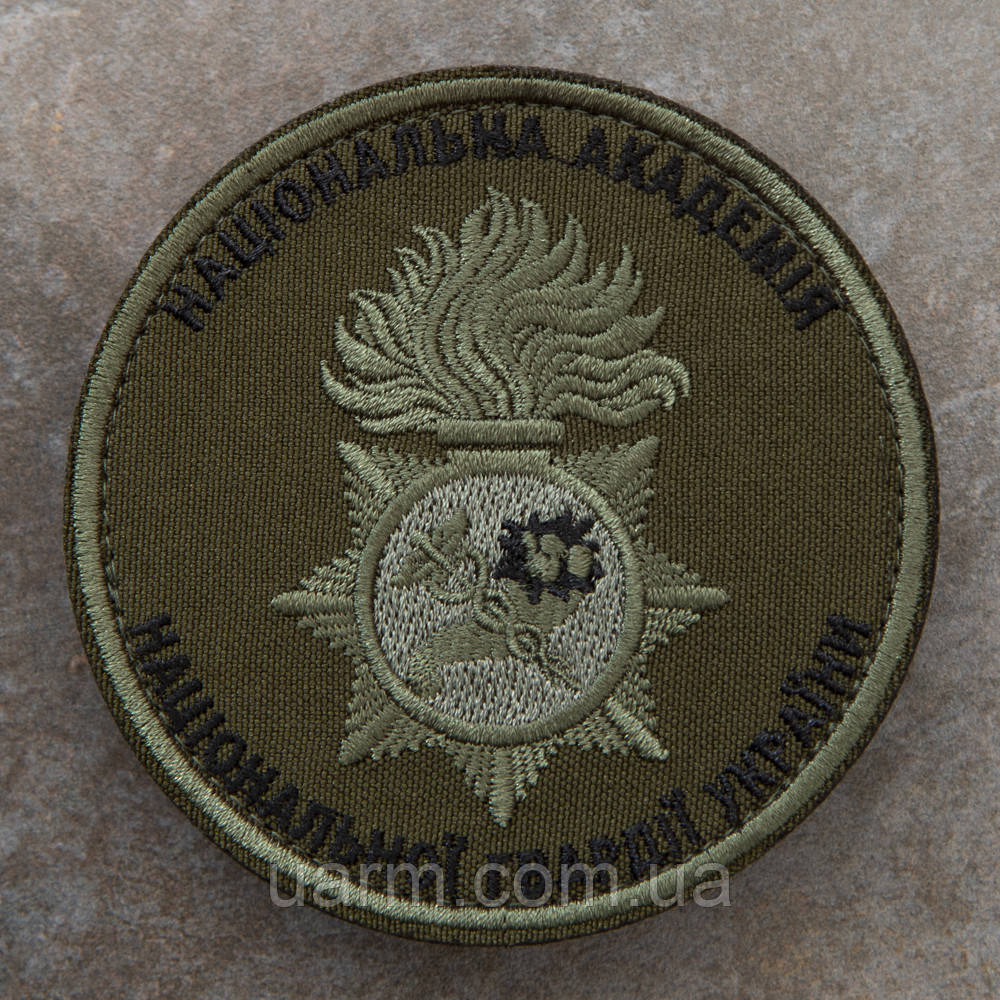 НАЦІОНАЛЬНА АКАДЕМІЯ
НАЦІОНАЛЬНОЇ ГВАРДІЇ УКРАЇНИ
uarm.com.ua